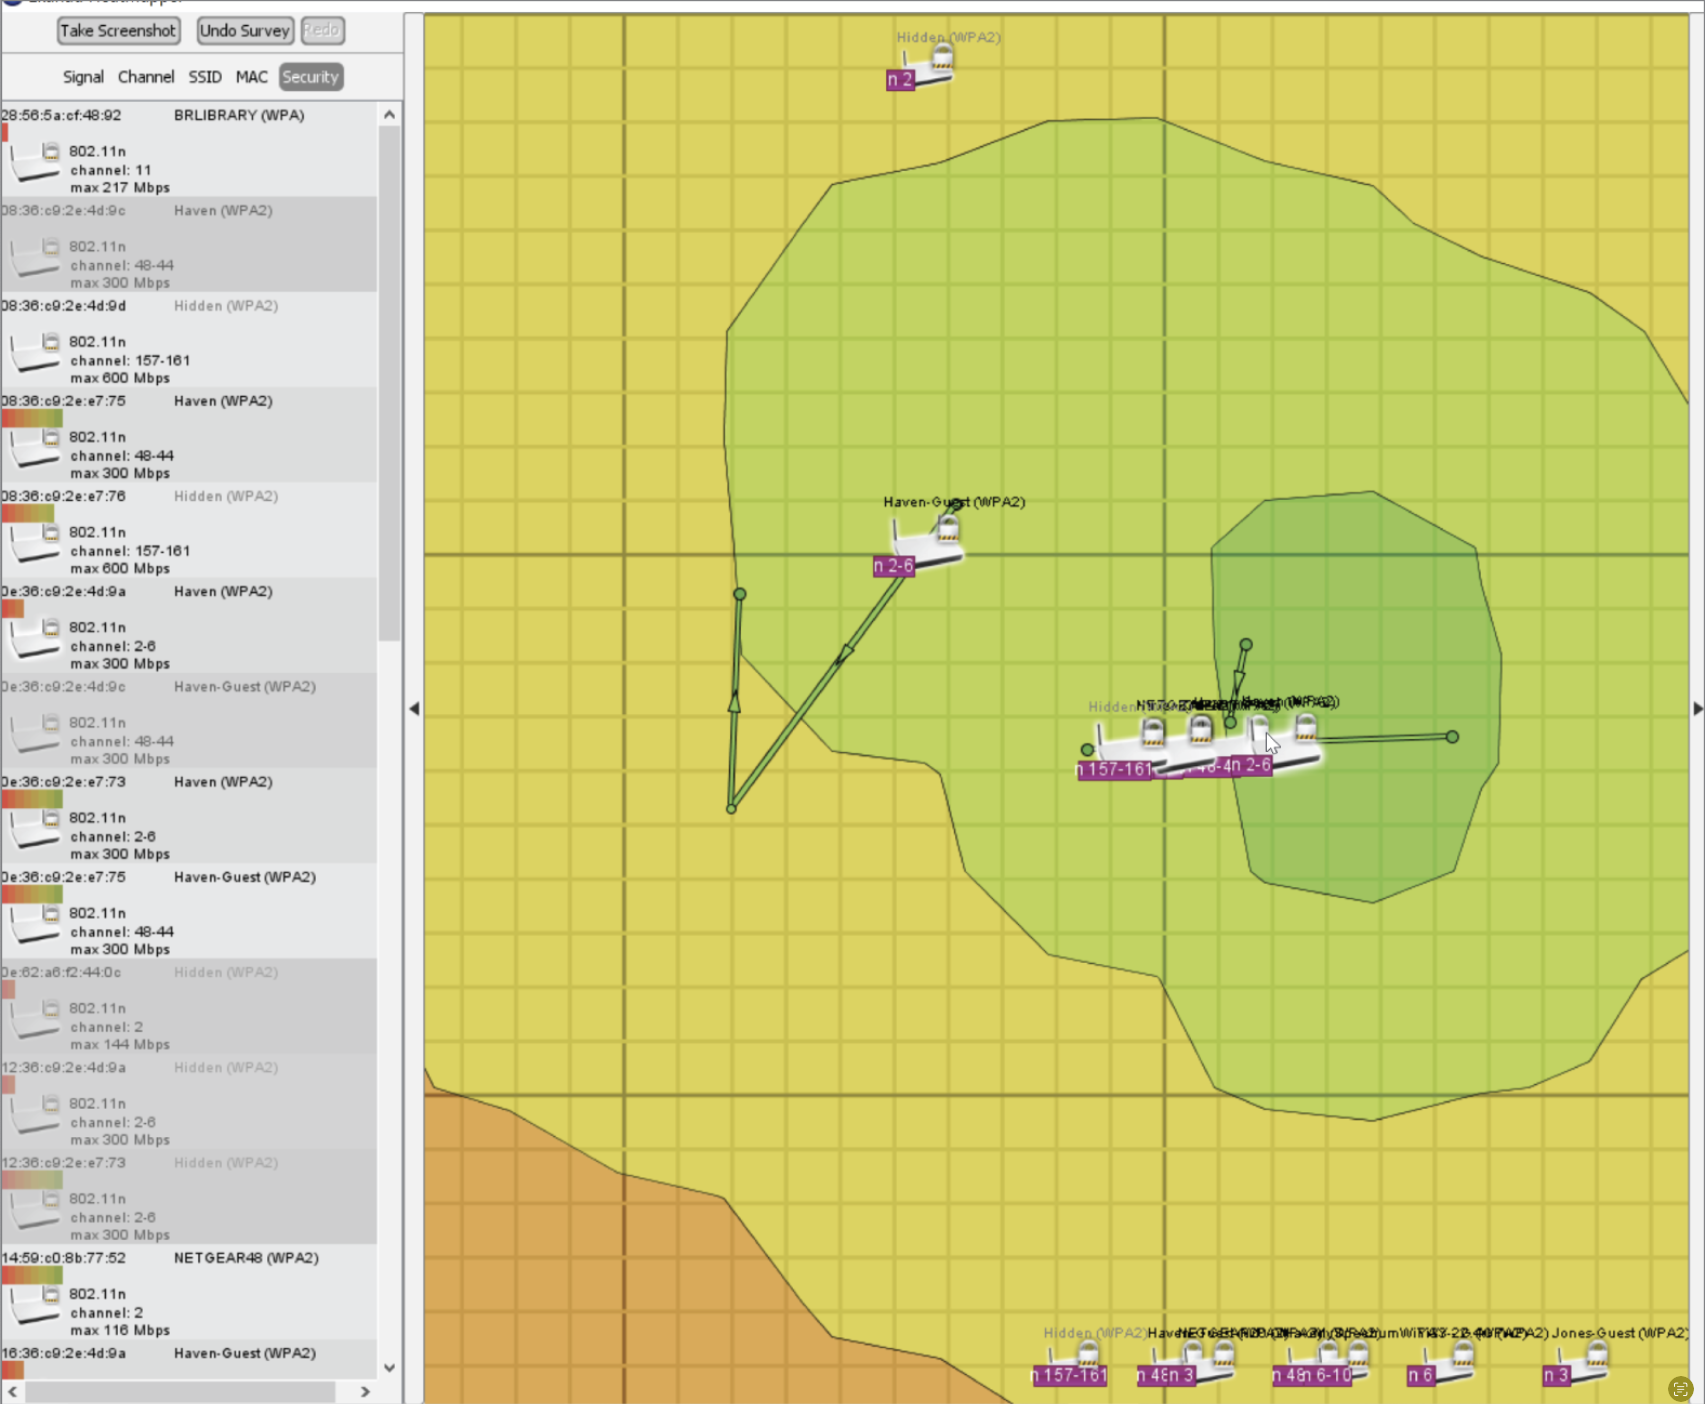 Take Screenshot
Undo Survey
Redo
Signal
Channel
SSID
MAC
Security
28:56:5a:cf:48:92 BRLIBRARY (WPA)
802.11n
channel: 11
max 217 Mbps
08:36:c9:2e:4d:9c Haven (WPA2)
802.11n
channel: 48-44
max 300 Mbps
08:36:c9:2e:4d:9d Hidden (WPA2)
802.11n
channel: 157-161
max 600 Mbps
08:36:c9:2e:e7:75 Haven (WPA2)
802.11n
channel: 48-44
max 300 Mbps
08:36:c9:2e:e7:76 Hidden (WPA2)
802.11n
channel: 157-161
max 600 Mbps
0e:36:c9:2e:4d:9a Haven (WPA2)
802.11n
channel: 2-6
max 300 Mbps
0e:36:c9:2e:4d:9c Haven-Guest (WPA2)
802.11n
channel: 48-44
max 300 Mbps
0e:36:c9:2e:e7:73 Haven (WPA2)
802.11n
channel: 2-6
max 300 Mbps
0e:36:c9:2e:e7:75 Haven-Guest (WPA2)
802.11n
channel: 48-44
max 300 Mbps
0e:62:a6:f2:44:0c Hidden (WPA2)
802.11n
channel: 2
max 144 Mbps
12:36:c9:2e:4d:9a Hidden (WPA2)
802.11n
channel: 2-6
max 300 Mbps
12:36:c9:2e:e7:73 Hidden (WPA2)
802.11n
channel: 2-6
max 300 Mbps
14:59:c0:8b:77:52 NETGEAR48 (WPA2)
802.11n
channel: 2
max 116 Mbps
16:36:c9:2e:4d:9a Haven-Guest (WPA2)
Hidden (WPA2)
n 2
Haven-Guest (WPA2)
n 2-6
Hidden
n 157-161
n 2-6
Hidden (WPA2)
n 157-161
n 48
n 3
n 48
n 6-10
n 6
Jones-Guest (WPA2)
n 3